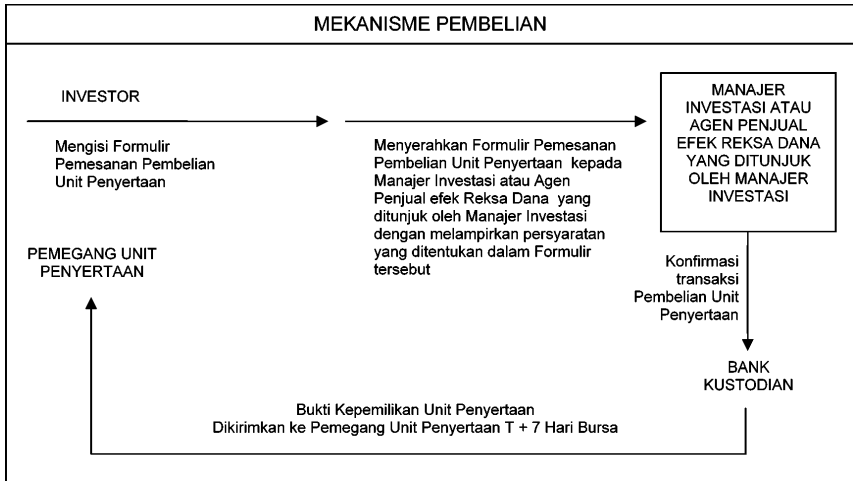 MEKANISME PEMBELIAN
INVESTOR
Mengisi Formulir
Pemesanan Pembelian
Unit Penyertaan
Menyerahkan Formulir Pemesanan
Pembelian Unit Penyertaan kepada
Manajer Investasi atau Agen
Penjual efek Reksa Dana yang
ditunjuk oleh Manajer Investasi
dengan melampirkan persyaratan
yang ditentukan dalam Formulir
tersebut
MANAJER
INVESTASI ATAU
AGEN PENJUAL
EFEK REKSA DANA
YANG DITUNJUK
OLEH MANAJER
INVESTASI
Konfirmasi
transaksi
Pembelian Unit
Penyertaan
BANK
KUSTODIAN
Bukti Kepemilikan Unit Penyertaan
Dikirimkan ke Pemegang Unit Penyertaan T + 7 Hari Bursa
PEMEGANG UNIT
PENYERTAAN